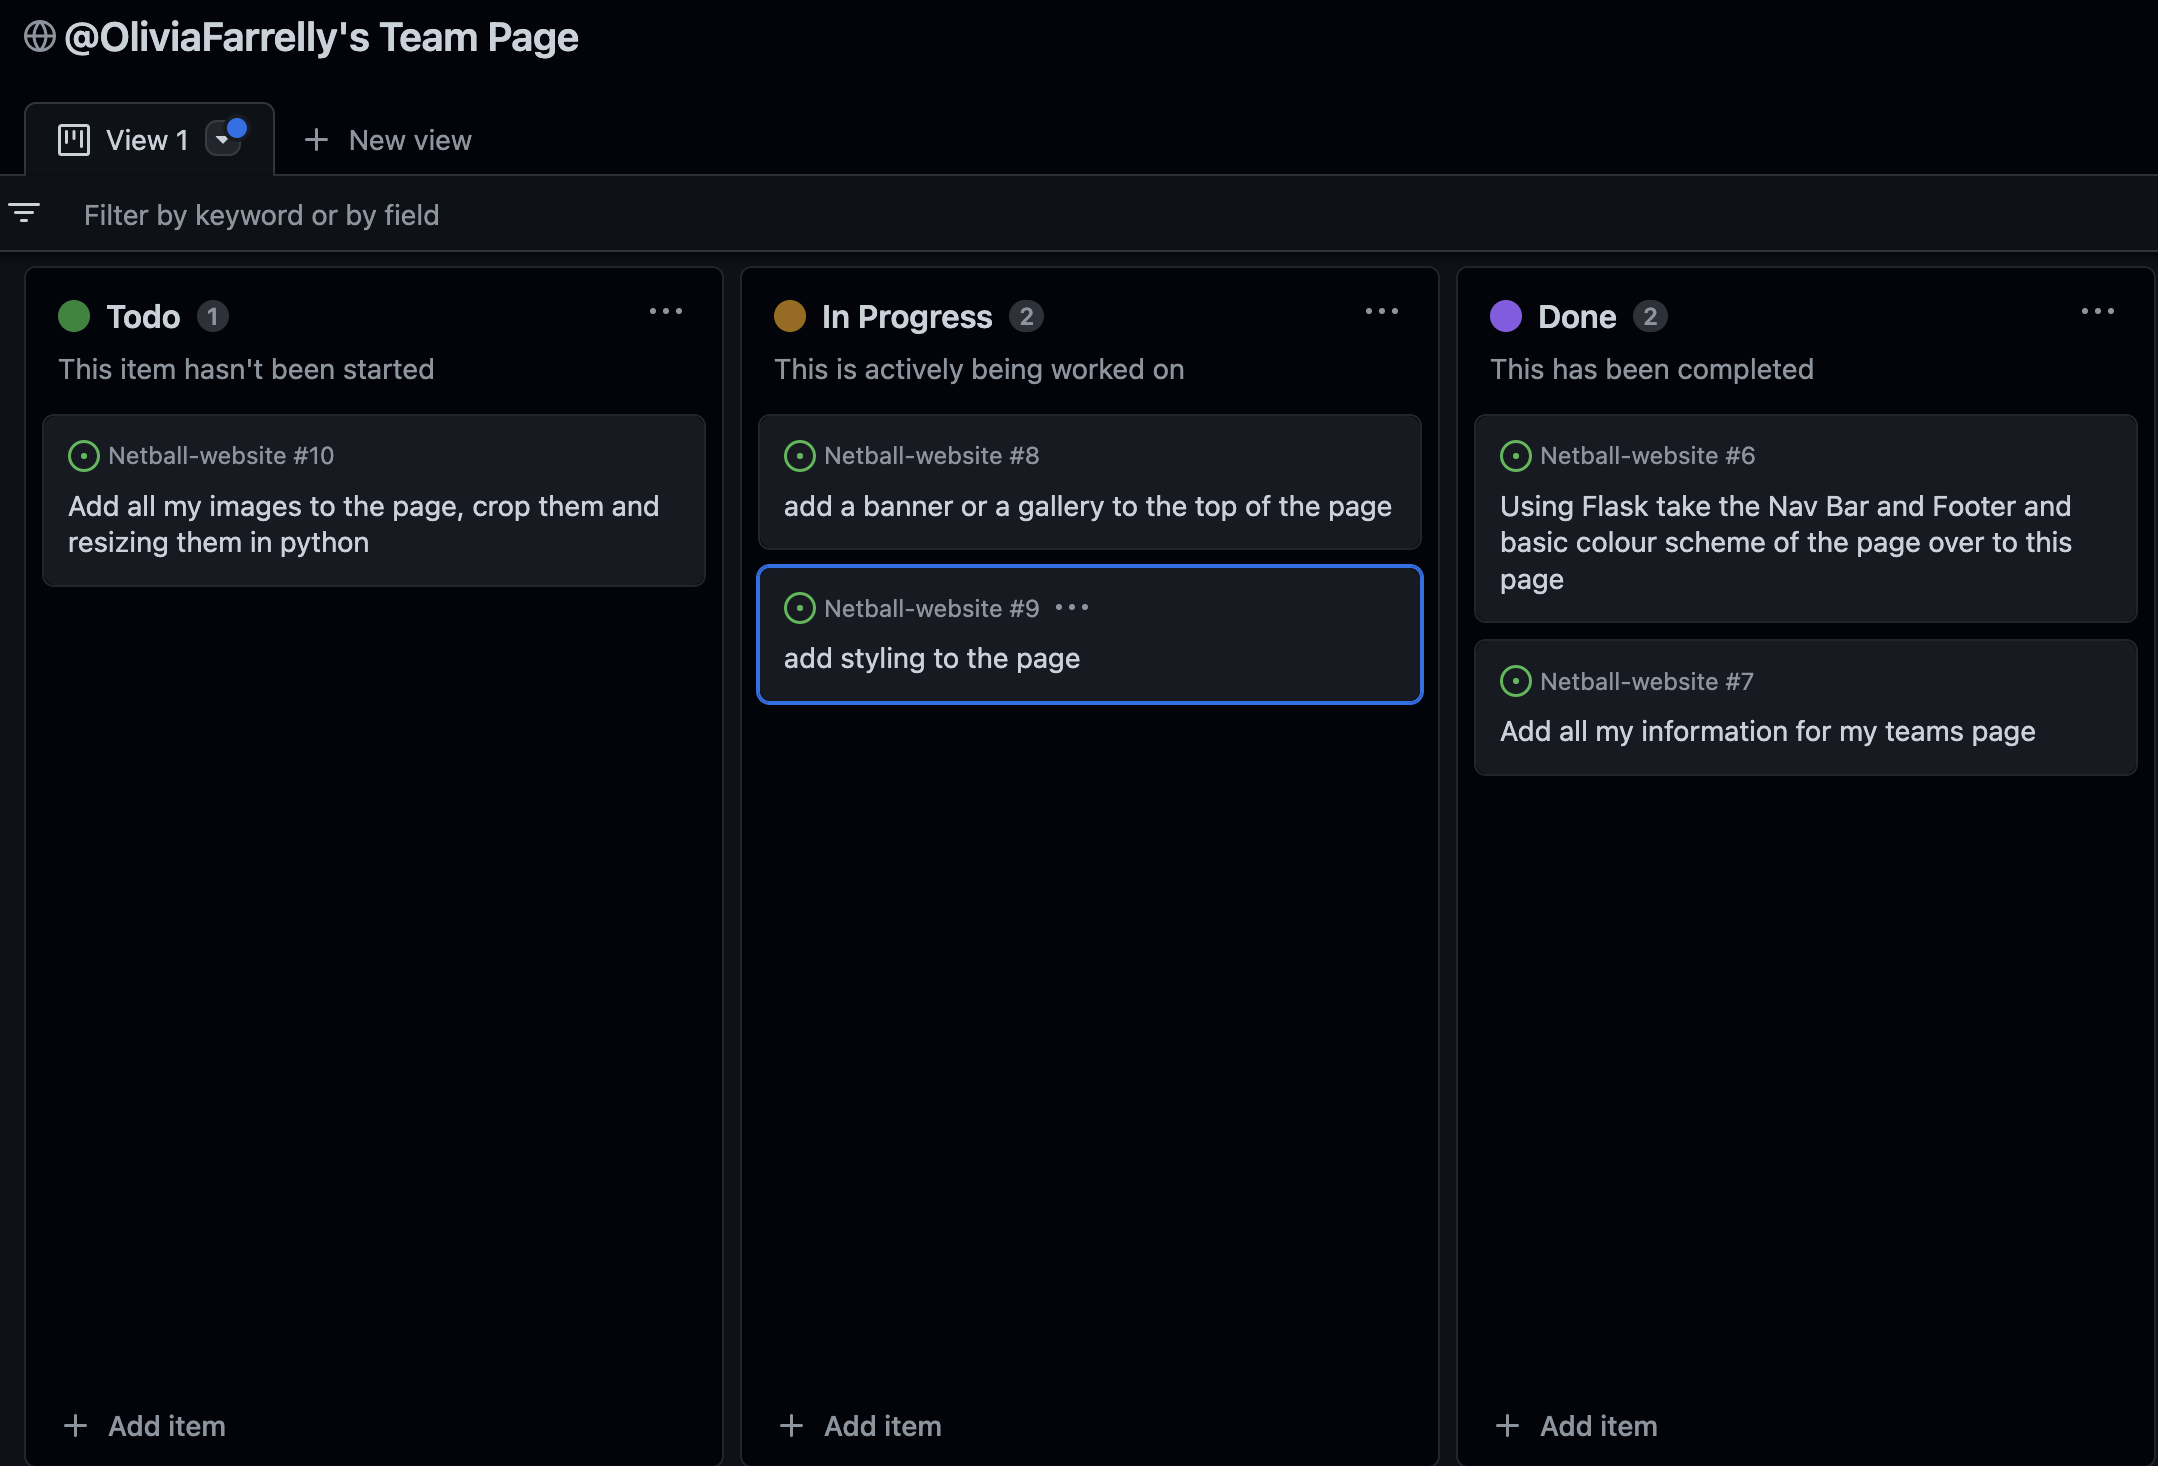 @OliviaFarrelly's Team Page
View 1
New view
Filter by keyword or by field
Todo 1
This item hasn't been started
Netball-website #10
Add all my images to the page, crop them and
resizing them in python
Add item
In Progress 2
This is actively being worked on
Netball-website #8
add a banner or a gallery to the top of the page
Netball-website #9
add styling to the page
Add item
Done 2
This has been completed
Netball-website #6
Using Flask take the Nav Bar and Footer and
basic colour scheme of the page over to this
page
Netball-website #7
Add all my information for my teams page
Add item